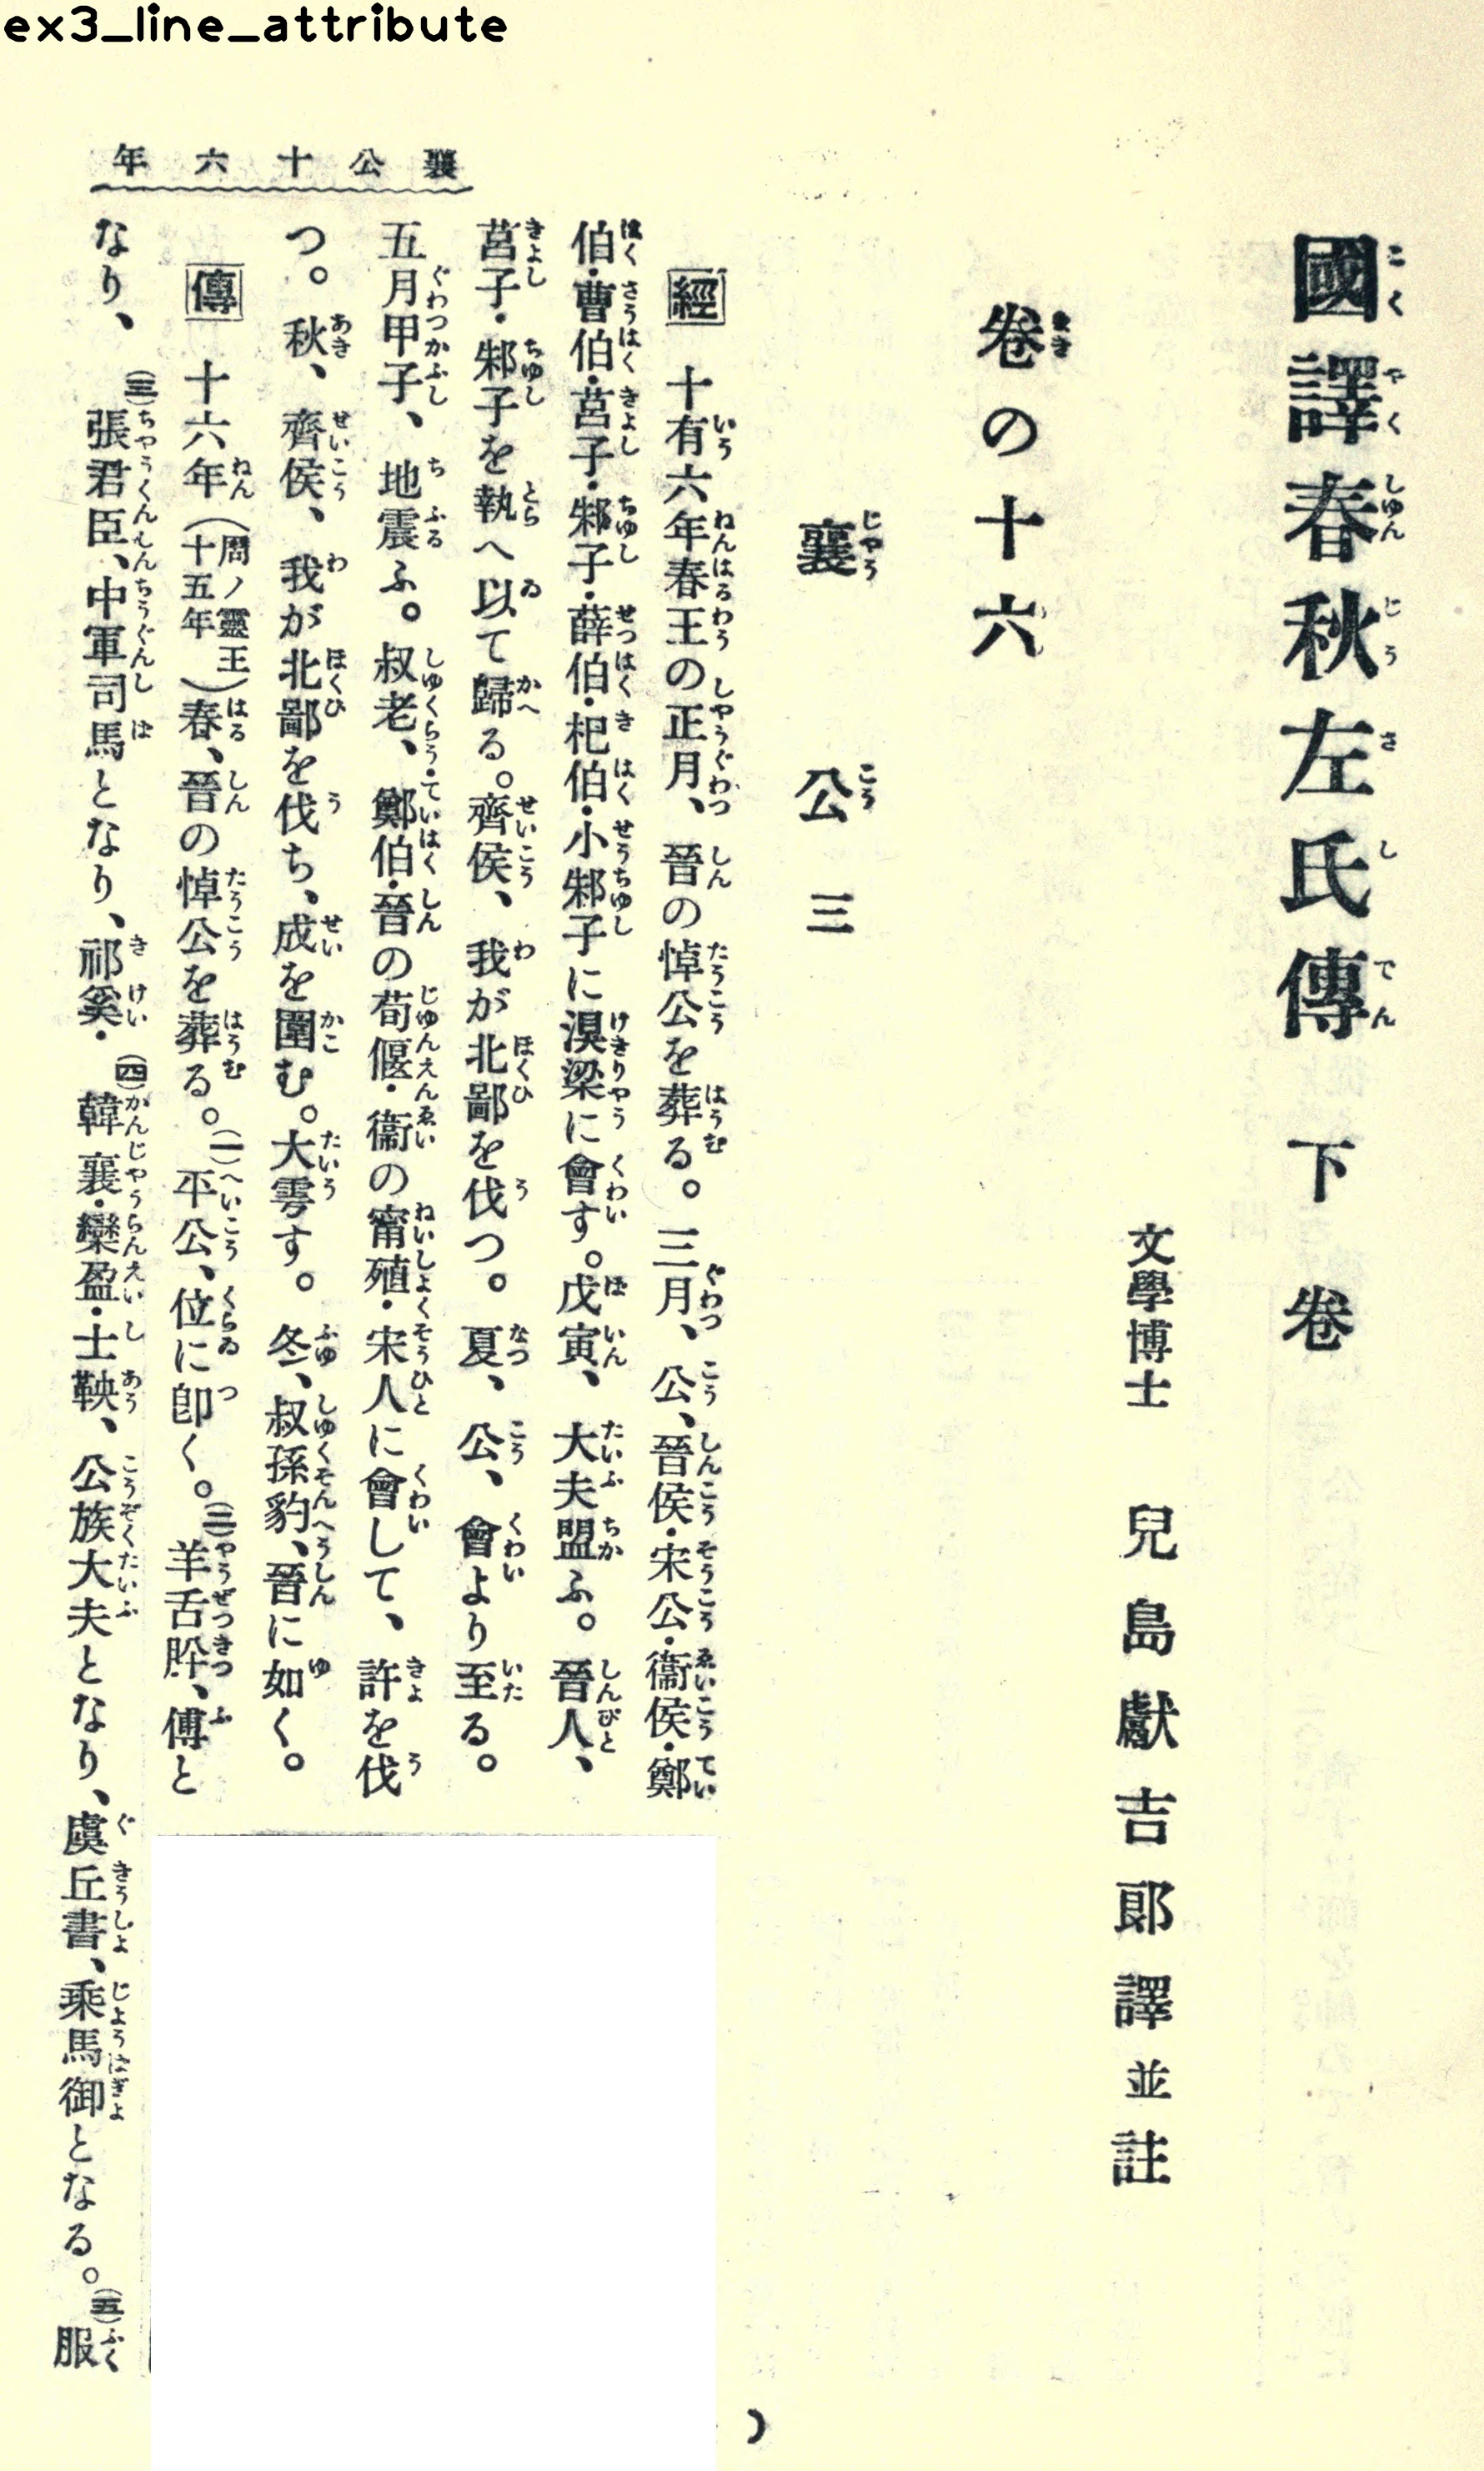 ex3_line_attribute
國譯春秋左氏傳 下卷
文學博士 兒島獻吉郎譯並註
卷の十六
襄公三
經 十有六年春王の正月、晉の悼公を葬る。三月、公、晉侯・宋公・衞侯・鄭
伯・曹伯・莒子・邾子・薛伯・杞伯・小邾子に溴梁に會す。戊寅、大夫盟ふ。晉人、
莒子・邾子を執へ以て歸る。齊侯、我が北鄙を伐つ。夏、公、會より至る。
五月甲子、地震ふ。叔老、鄭伯・晉の荀偃・衞の甯殖・宋人に會して、許を伐
つ。秋、齊侯、我が北鄙を伐ち、成を圍む。大雩す。冬、叔孫豹、晉に如く。
傳 十六年(周ノ靈王十五年)春、晉の悼公を葬る。(一)平公、位に卽く。(二)羊舌肸、傅と
なり、(三)張君臣、中軍司馬となり、祁奚・(四)韓襄・欒盈・士鞅、公族大夫となり、虞丘書、乘馬御となる。(五)服
襄公十六年